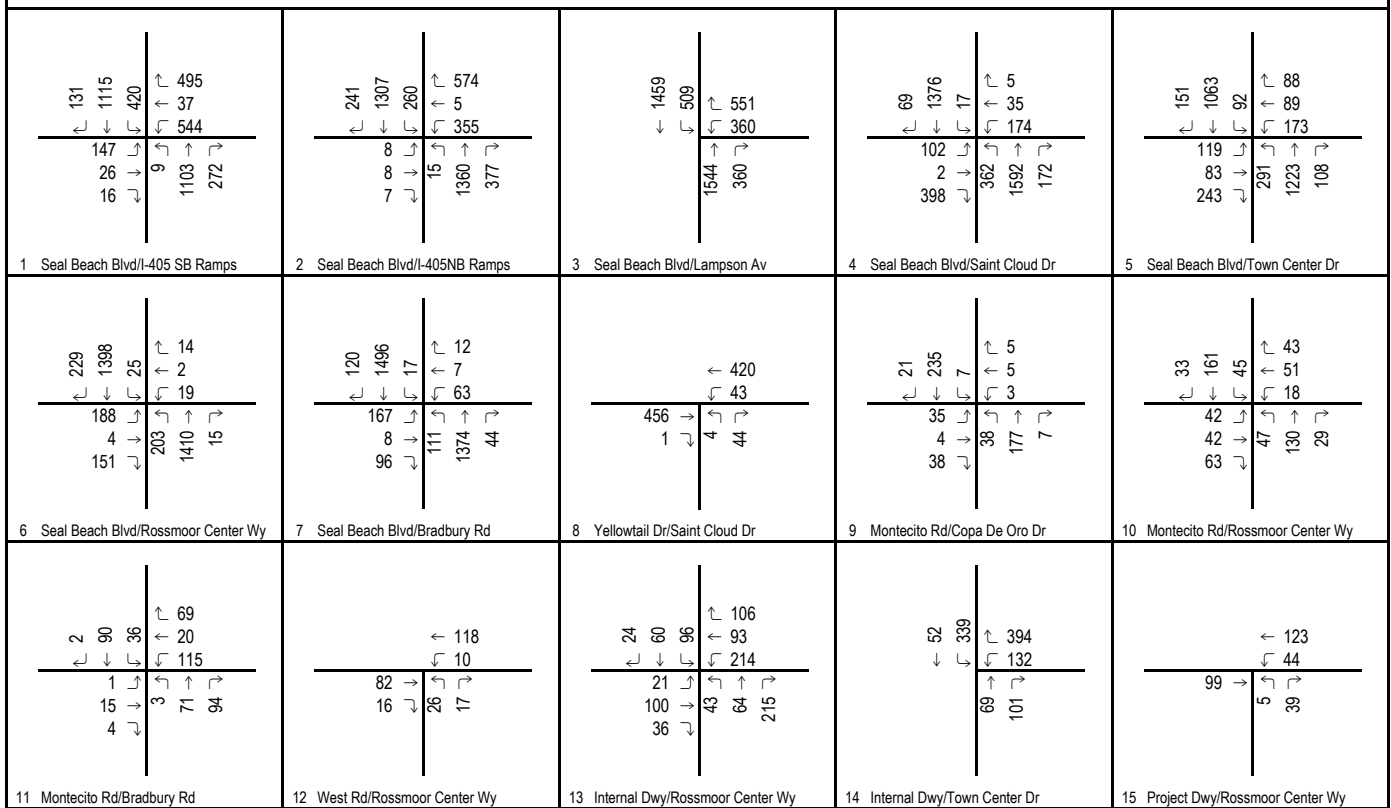 131 1115 420
495
37
544
147
26
16
9 1103 272
1 Seal Beach Blvd/I-405 SB Ramps
241 1307 260
574
5
355
8
8
7
15 1360 377
2 Seal Beach Blvd/I-405NB Ramps
1459 509
551
360
1544 360
3 Seal Beach Blvd/Lampson Av
69 1376 17
5
35
174
102
2
398
362 1592 172
4 Seal Beach Blvd/Saint Cloud Dr
151 1063 92
88
89
173
119
83
243
291 1223 108
5 Seal Beach Blvd/Town Center Dr
229 1398 25
14
2
19
188
4
151
203 1410 15
6 Seal Beach Blvd/Rossmoor Center Wy
120 1496 17
12
7
63
167
8
96
111 1374 44
7 Seal Beach Blvd/Bradbury Rd
420
43
456
1
4 44
8 Yellowtail Dr/Saint Cloud Dr
21 235 7
5
5
3
35
4
38
38 177 7
9 Montecito Rd/Copa De Oro Dr
33 161 45
43
51
18
42
42
63
47 130 29
10 Montecito Rd/Rossmoor Center Wy
2 90 36
69
20
115
1
15
4
3 71 94
11 Montecito Rd/Bradbury Rd
118
10
82
16
26 17
12 West Rd/Rossmoor Center Wy
24 60 96
106
93
214
21
100
36
43 64 215
13 Internal Dwy/Rossmoor Center Wy
52 339
394
132
69 101
14 Internal Dwy/Town Center Dr
123
44
99
5 39
15 Project Dwy/Rossmoor Center Wy